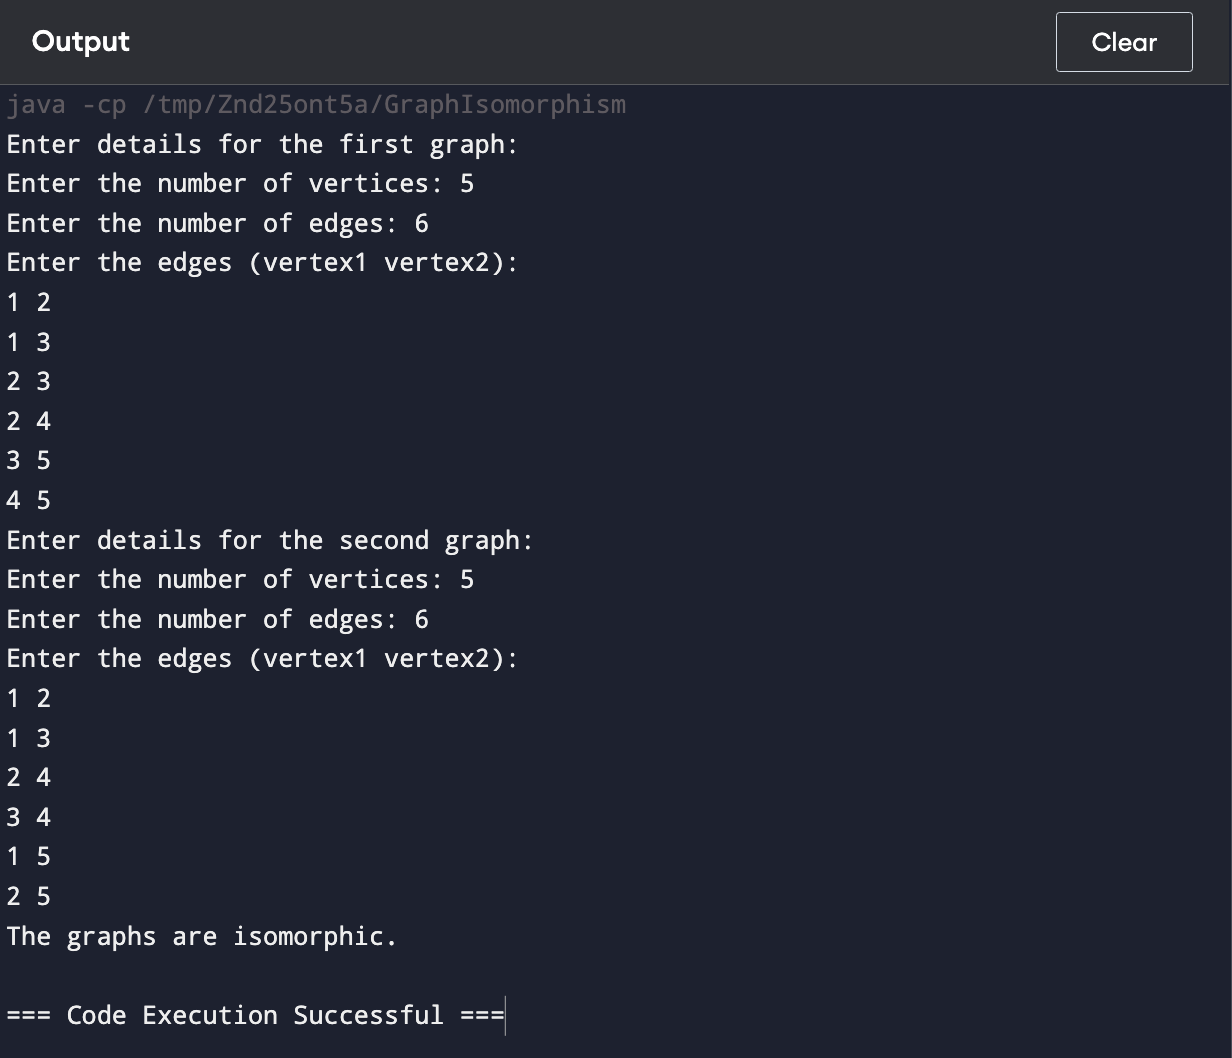 Output
Clear
java -cp /tmp/Znd25ont5a/GraphIsomorphism
Enter details for the first graph:
Enter the number of vertices: 5
Enter the number of edges: 6
Enter the edges (vertex1 vertex2):
1 2
1 3
2 3
2 4
3 5
4 5
Enter details for the second graph:
Enter the number of vertices: 5
Enter the number of edges: 6
Enter the edges (vertex1 vertex2):
1 2
1 3
2 4
3 4
1 5
2 5
The graphs are isomorphic.
=== Code Execution Successful ===